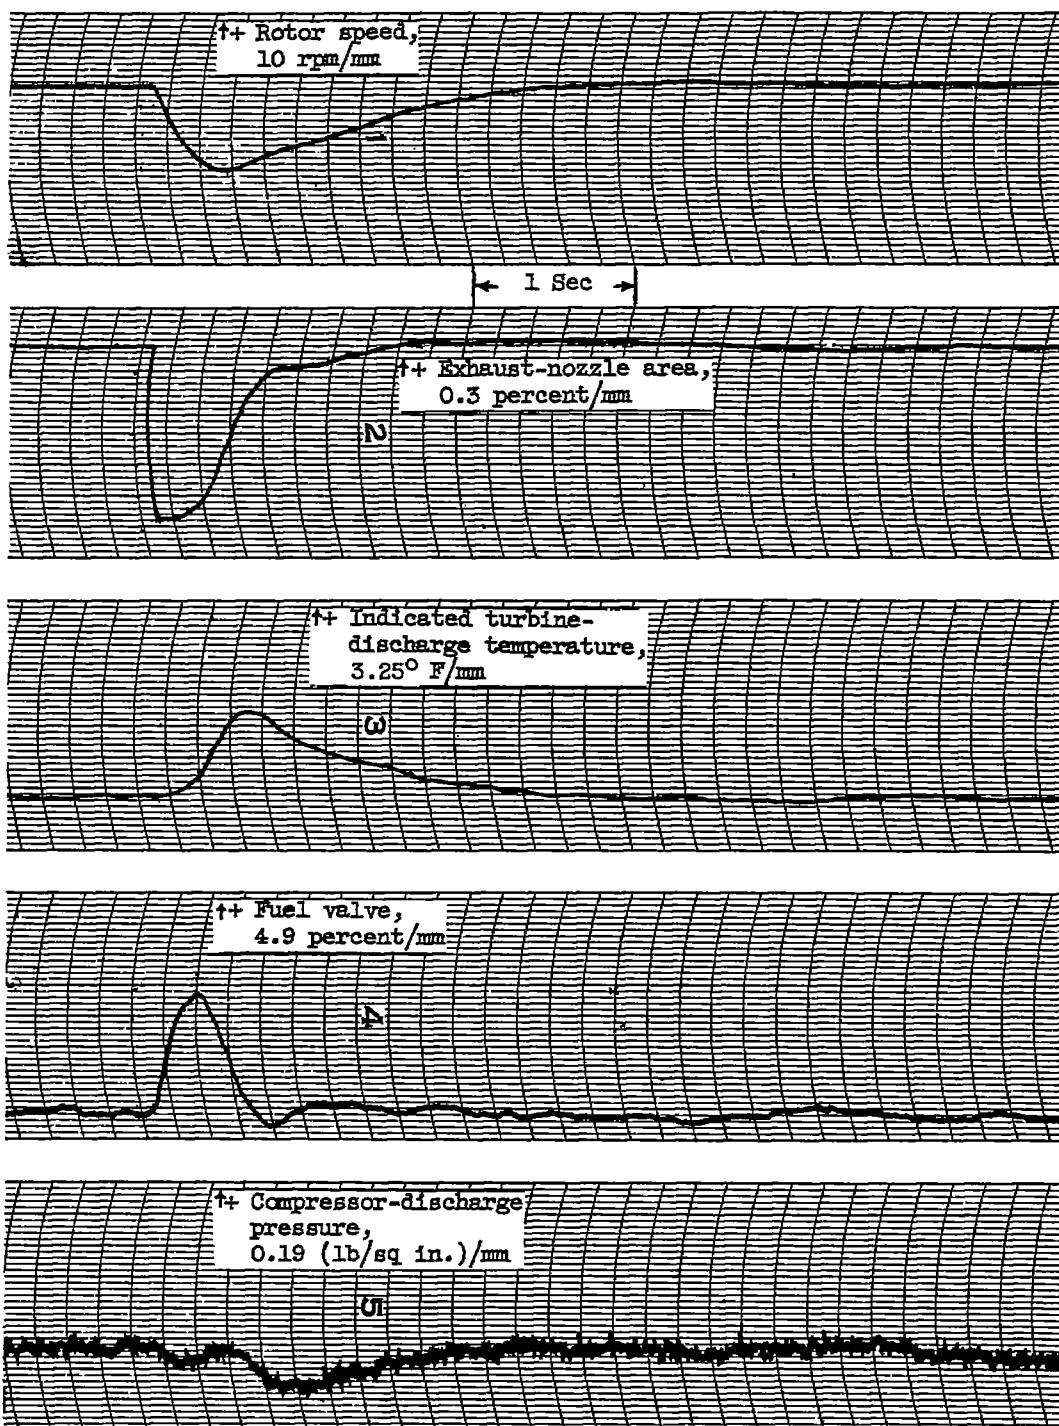 ↑+ Rotor speed,
10 rpm/mm
1
← 1 Sec →
↑+ Exhaust-nozzle area,
0.3 percent/mm
2
↑+ Indicated turbine-
discharge temperature,
3.25° F/mm
3
↑+ Fuel valve,
4.9 percent/mm
4
↑+ Compressor-discharge
pressure,
0.19 (lb/sq in.)/mm
5